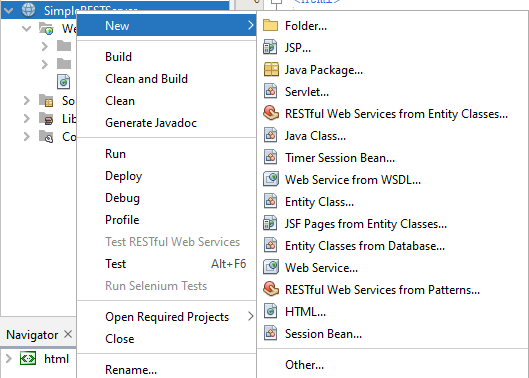 SimpleRESTServer
<html>
We
So
Lib
Co
New
Build
Clean and Build
Clean
Generate Javadoc
Run
Deploy
Debug
Profile
Test RESTful Web Services
Test Alt+F6
Run Selenium Tests
Open Required Projects
Close
Rename...
Folder...
JSP...
Java Package...
Servlet...
RESTful Web Services from Entity Classes...
Java Class...
Timer Session Bean...
Web Service from WSDL...
Entity Class...
JSF Pages from Entity Classes...
Entity Classes from Database...
Web Service...
RESTful Web Services from Patterns...
HTML...
Session Bean...
Other...
Navigator
html